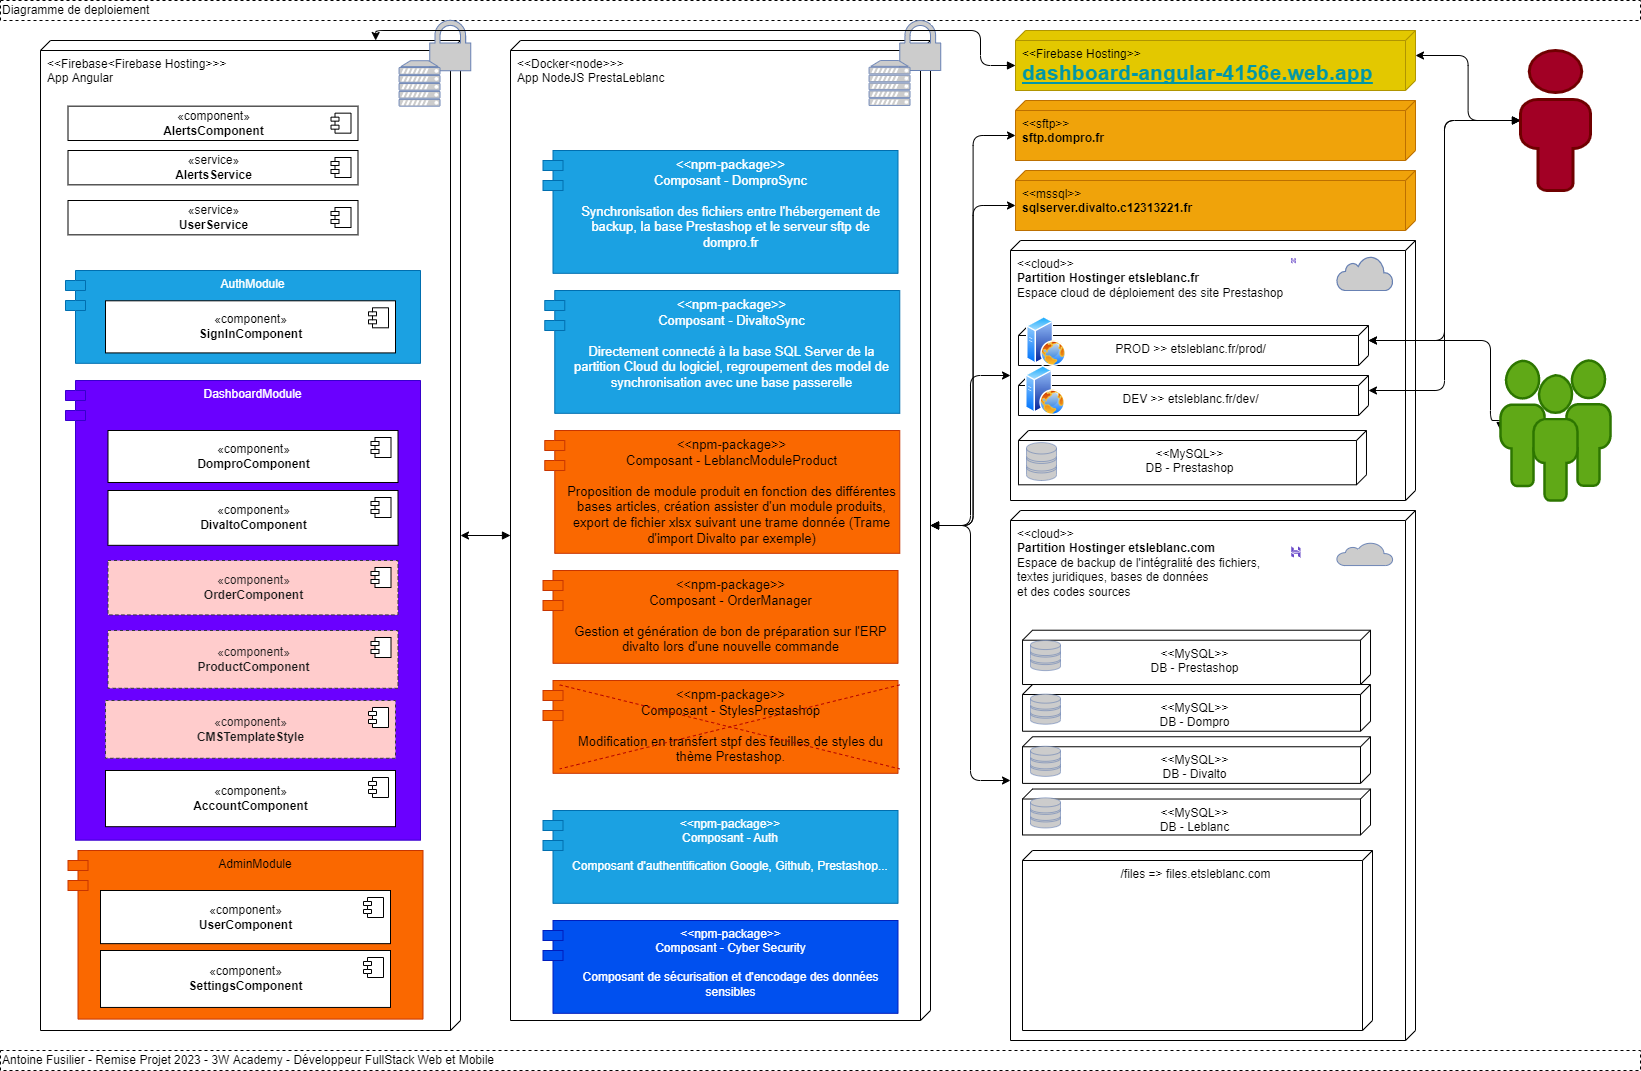 Diagramme de deploiement
<<Firebase<Firebase Hosting>>>
App Angular
«component»
AlertsComponent
«service»
AlertsService
«service»
UserService
AuthModule
«component»
SignInComponent
DashboardModule
«component»
DomproComponent
«component»
DivaltoComponent
«component»
OrderComponent
«component»
ProductComponent
«component»
CMSTemplateStyle
«component»
AccountComponent
AdminModule
«component»
UserComponent
«component»
SettingsComponent
<<Docker<node>>>
App NodeJS PrestaLeblanc
<<npm-package>>
Composant - DomproSync
Synchronisation des fichiers entre l'hébergement de
backup, la base Prestashop et le serveur sftp de
dompro.fr
<<npm-package>>
Composant - DivaltoSync
Directement connecté à la base SQL Server de la
partition Cloud du logiciel, regroupement des model de
synchronisation avec une base passerelle
<<npm-package>>
Composant - LeblancModuleProduct
Proposition de module produit en fonction des différentes
bases articles, création assister d'un module produits,
export de fichier xlsx suivant une trame donnée (Trame
d'import Divalto par exemple)
<<npm-package>>
Composant - OrderManager
Gestion et génération de bon de préparation sur l'ERP
divalto lors d'une nouvelle commande
<<npm-package>>
Composant - StylesPrestashop
Modification en transfert stpf des feuilles de styles du
thème Prestashop.
<<npm-package>>
Composant - Auth
Composant d'authentification Google, Github, Prestashop...
<<npm-package>>
Composant - Cyber Security
Composant de sécurisation et d'encodage des données
sensibles
<<Firebase Hosting>>
dashboard-angular-4156e.web.app
<<sftp>>
sftp.dompro.fr
<<mssql>>
sqlserver.divalto.c12313221.fr
<<cloud>>
Partition Hostinger etsleblanc.fr
Espace cloud de déploiement des site Prestashop
PROD >> etsleblanc.fr/prod/
DEV >> etsleblanc.fr/dev/
<<MySQL>>
DB - Prestashop
<<cloud>>
Partition Hostinger etsleblanc.com
Espace de backup de l'intégralité des fichiers,
textes juridiques, bases de données
et des codes sources
<<MySQL>>
DB - Prestashop
<<MySQL>>
DB - Dompro
<<MySQL>>
DB - Divalto
<<MySQL>>
DB - Leblanc
/files => files.etsleblanc.com
Antoine Fusilier - Remise Projet 2023 - 3W Academy - Développeur FullStack Web et Mobile